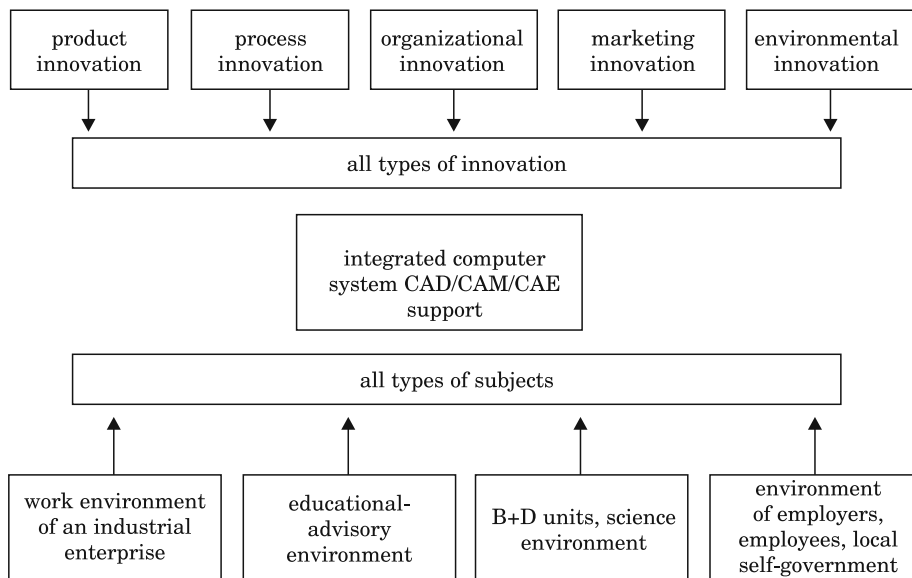 product
innovation
process
innovation
organizational
innovation
marketing
innovation
environmental
innovation
all types of innovation
integrated computer
system CAD/CAM/CAE
support
all types of subjects
work environment
of an industrial
enterprise
educational-
advisory
environment
B+D units, science
environment
environment
of employers,
employees, local
self-government